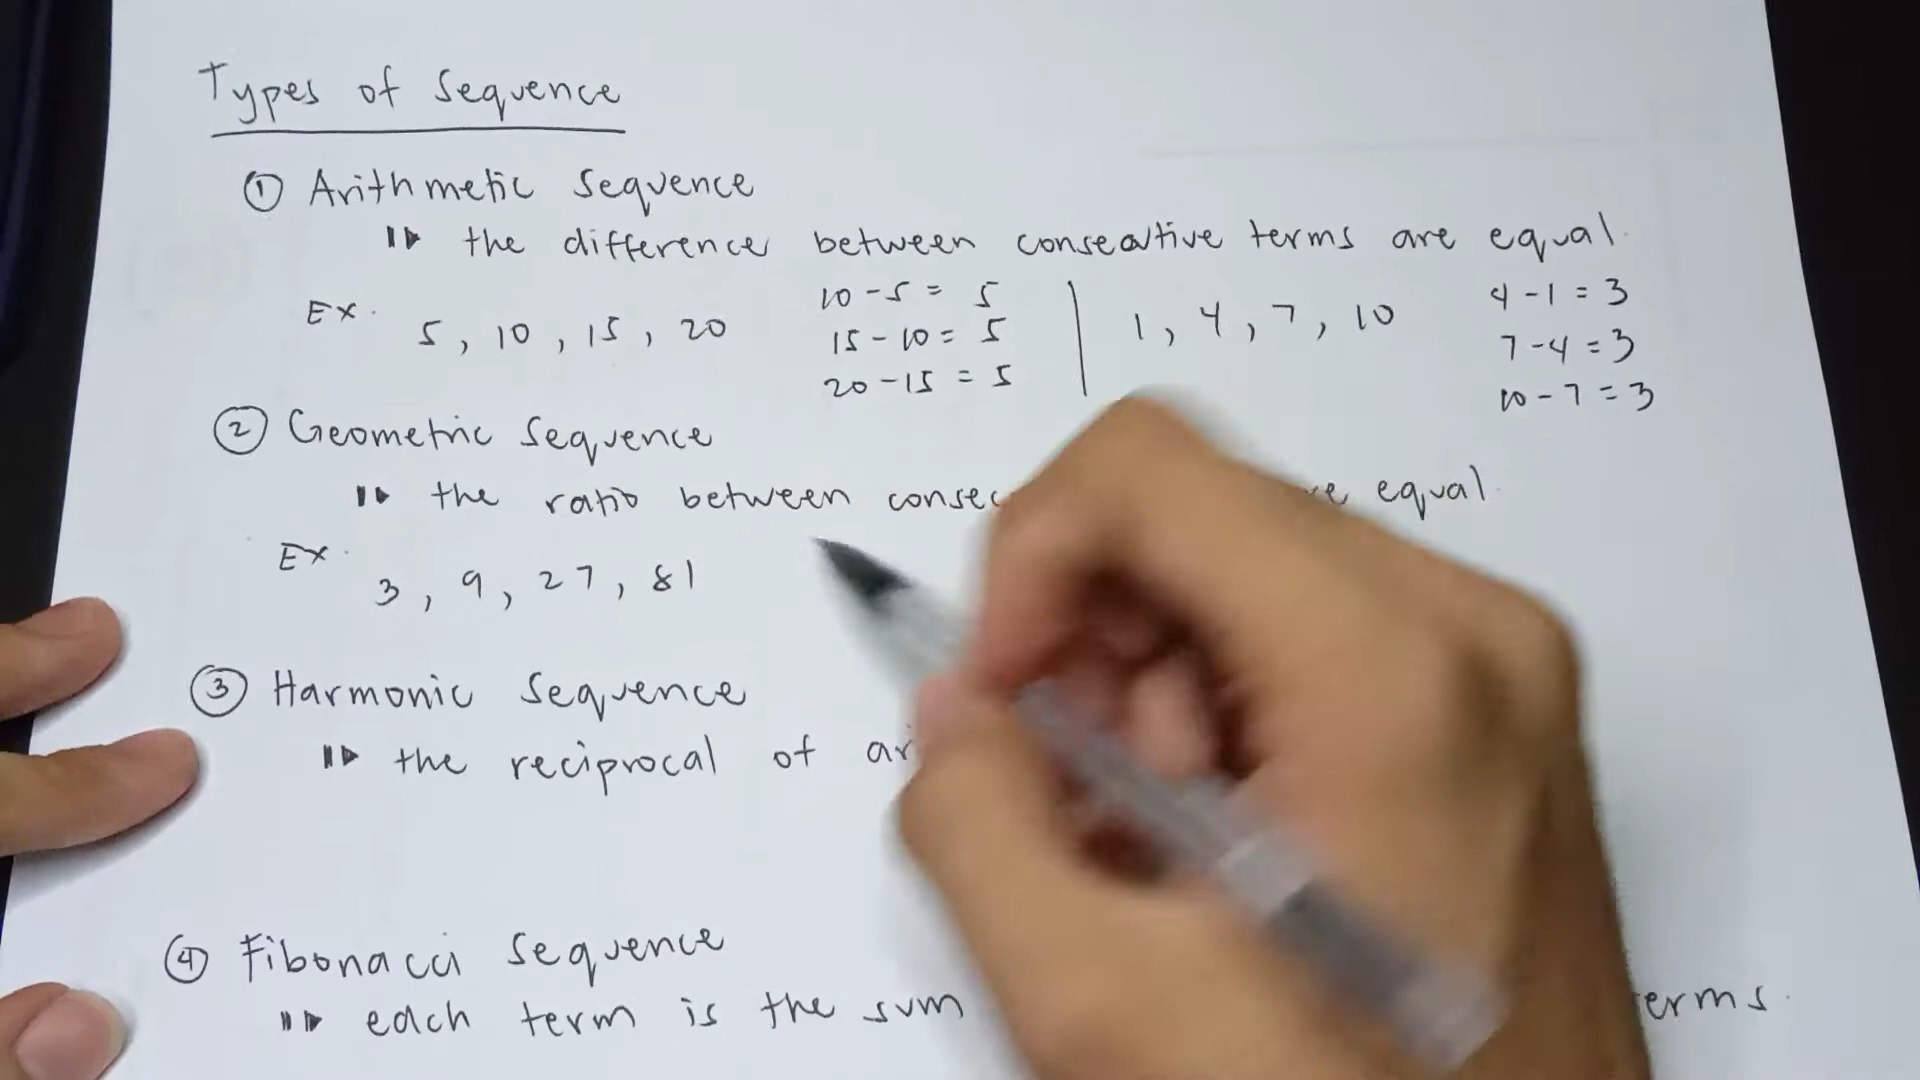 Types of Sequence
① Arithmetic Sequence
the difference between consecutive terms are equal.
Ex. 5, 10, 15, 20
10 - 5 = 5
15 - 10 = 5
20 - 15 = 5
1, 4, 7, 10
4 - 1 = 3
7 - 4 = 3
10 - 7 = 3
② Geometric Sequence
the ratio between equal.
Ex. 3, 9, 27, 81
③ Harmonic Sequence
the reciprocal of
④ Fibonacci Sequence
each term is the sum